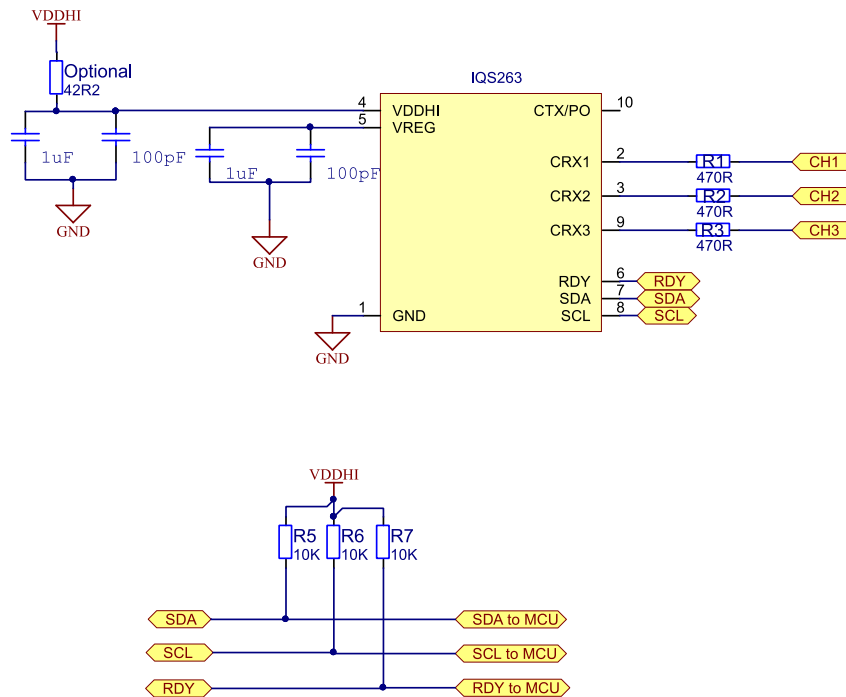 VDDHI
Optional
42R2
1uF
100pF
GND
1uF
100pF
GND
IQS263
4
VDDHI
5
VREG
CTX/PO
10
CRX1
2
R1
470R
CH1
CRX2
3
R2
470R
CH2
CRX3
9
R3
470R
CH3
RDY
6
RDY
SDA
7
SDA
SCL
8
SCL
1
GND
GND
VDDHI
R5
10K
R6
10K
R7
10K
SDA
SDA to MCU
SCL
SCL to MCU
RDY
RDY to MCU